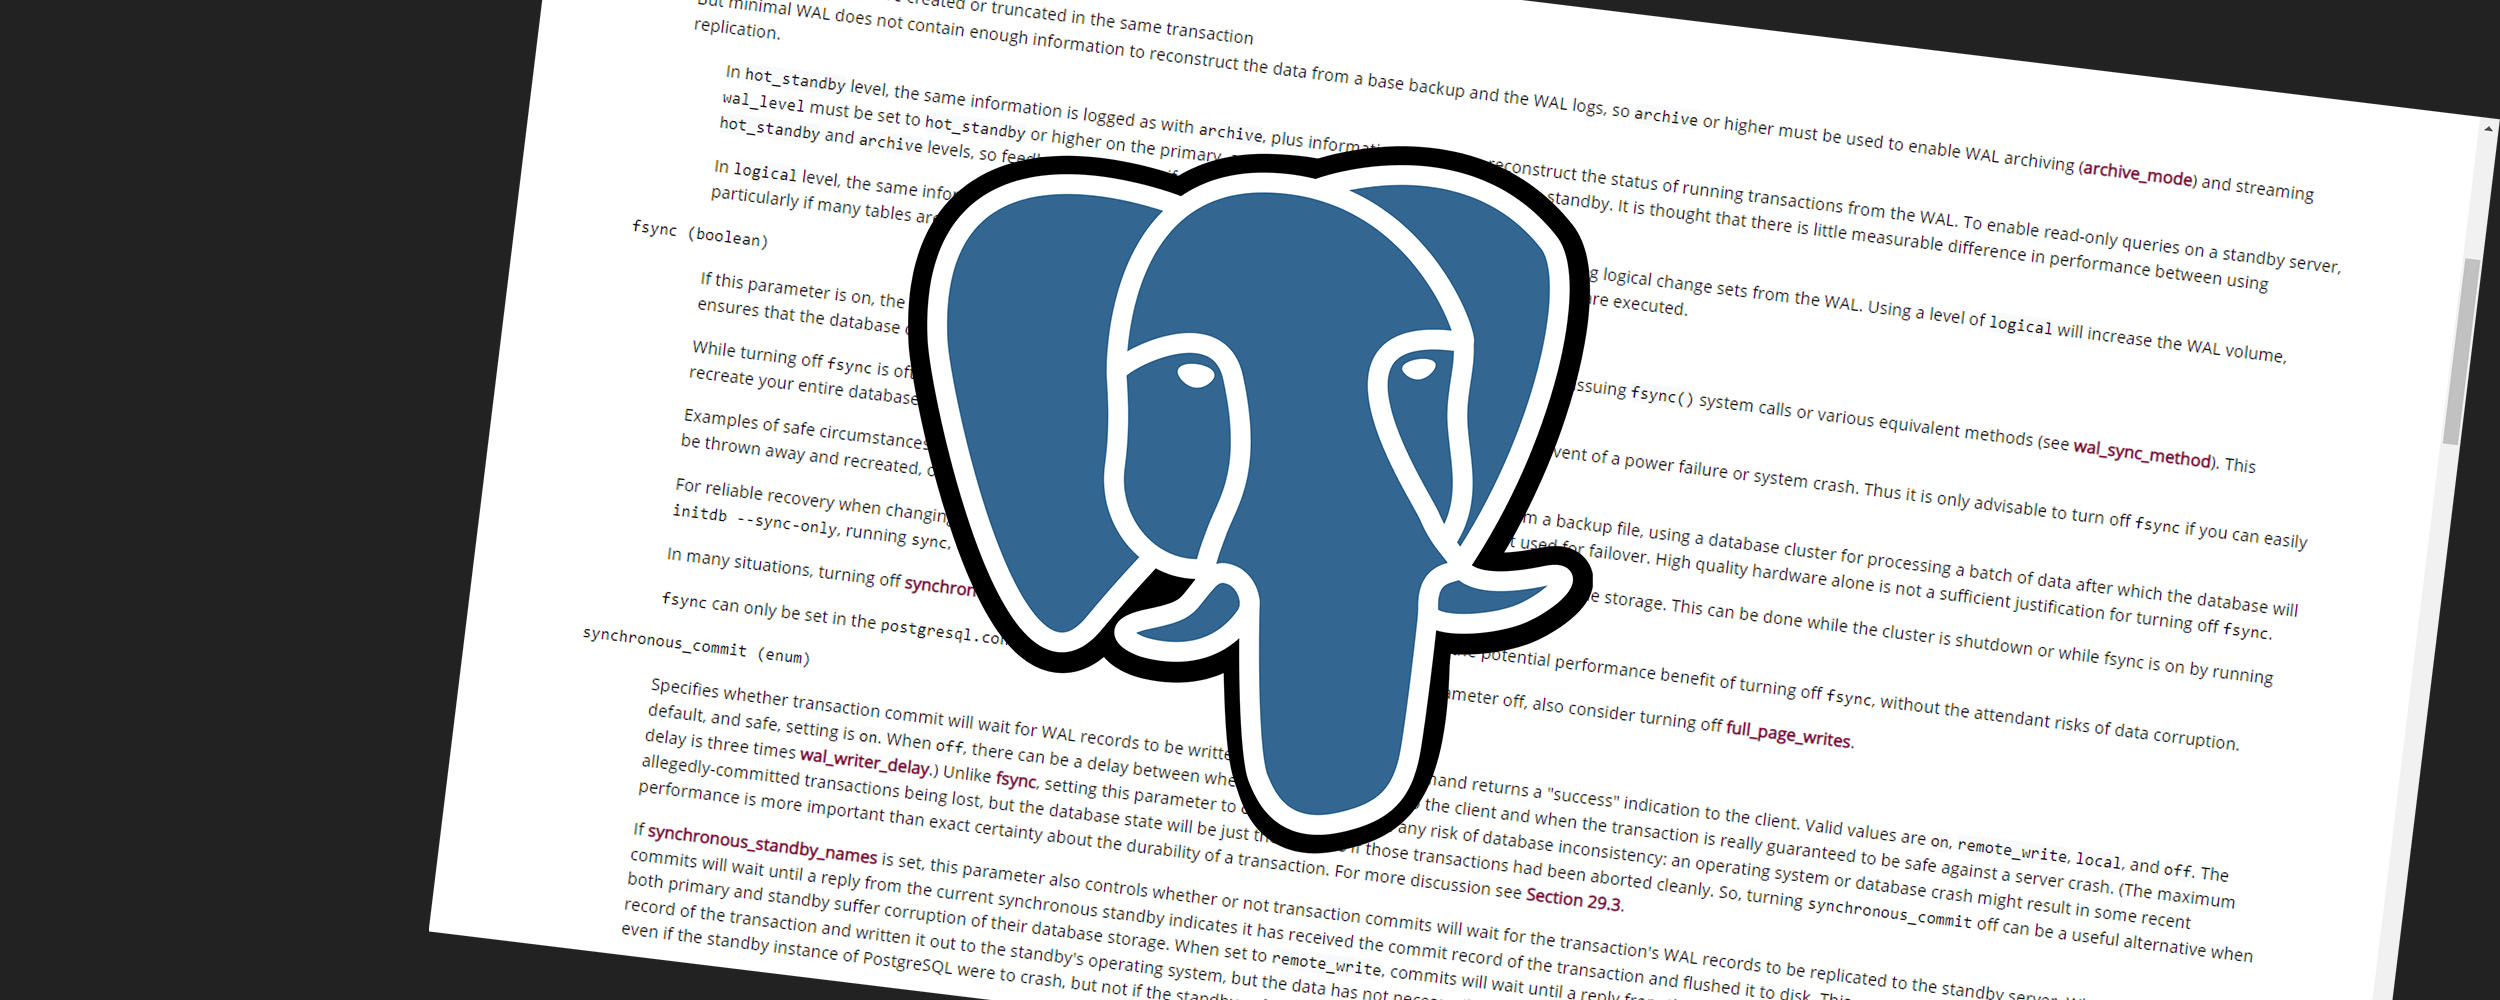 created or truncated in the same transaction
But minimal WAL does not contain enough information to reconstruct the data from a base backup and the WAL logs, so archive or higher must be used to enable WAL archiving (archive_mode) and streaming
replication.
In hot_standby level, the same information is logged as with archive, plus reconstruct the status of running transactions from the WAL. To enable read-only queries on a standby server,
wal_level must be set to hot_standby or higher on the primary, standby. It is thought that there is little measurable difference in performance between using
hot_standby and archive levels, so
In logical level, the same logical change sets from the WAL. Using a level of logical will increase the WAL volume,
particularly if many tables are executed.
fsync (boolean)
If this parameter is on, the issuing fsync() system calls or various equivalent methods (see wal_sync_method). This
ensures that the database
While turning off fsync is event of a power failure or system crash. Thus it is only advisable to turn off fsync if you can easily
recreate your entire database
Examples of safe circumstances a backup file, using a database cluster for processing a batch of data after which the database will
be thrown away and recreated, used for failover. High quality hardware alone is not a sufficient justification for turning off fsync.
For reliable recovery when changing storage. This can be done while the cluster is shutdown or while fsync is on by running
initdb --sync-only, running sync,
In many situations, turning off potential performance benefit of turning off fsync, without the attendant risks of data corruption.
fsync can only be set in the off, also consider turning off full_page_writes.
synchronous_commit (enum)
Specifies whether transaction commit will wait for WAL records to be returns a "success" indication to the client. Valid values are on, remote_write, local, and off. The
default, and safe, setting is on. When off, there can be a delay between the client and when the transaction is really guaranteed to be safe against a server crash. (The maximum
delay is three times wal_writer_delay.) Unlike fsync, setting this parameter to any risk of database inconsistency: an operating system or database crash might result in some recent
allegedly-committed transactions being lost, but the database state will be just those transactions had been aborted cleanly. So, turning synchronous_commit off can be a useful alternative when
performance is more important than exact certainty about the durability of a transaction. For more discussion see Section 29.3.
If synchronous_standby_names is set, this parameter also controls whether or not transaction commits will wait for the transaction's WAL records to be replicated to the standby server.
commits will wait until a reply from the current synchronous standby indicates it has received the commit record of the transaction and flushed it to disk.
both primary and standby suffer corruption of their database storage. When set to remote_write, commits will wait until a reply
record of the transaction and written it out to the standby's operating system, but the data has not
even if the standby instance of PostgreSQL were to crash, but not if the